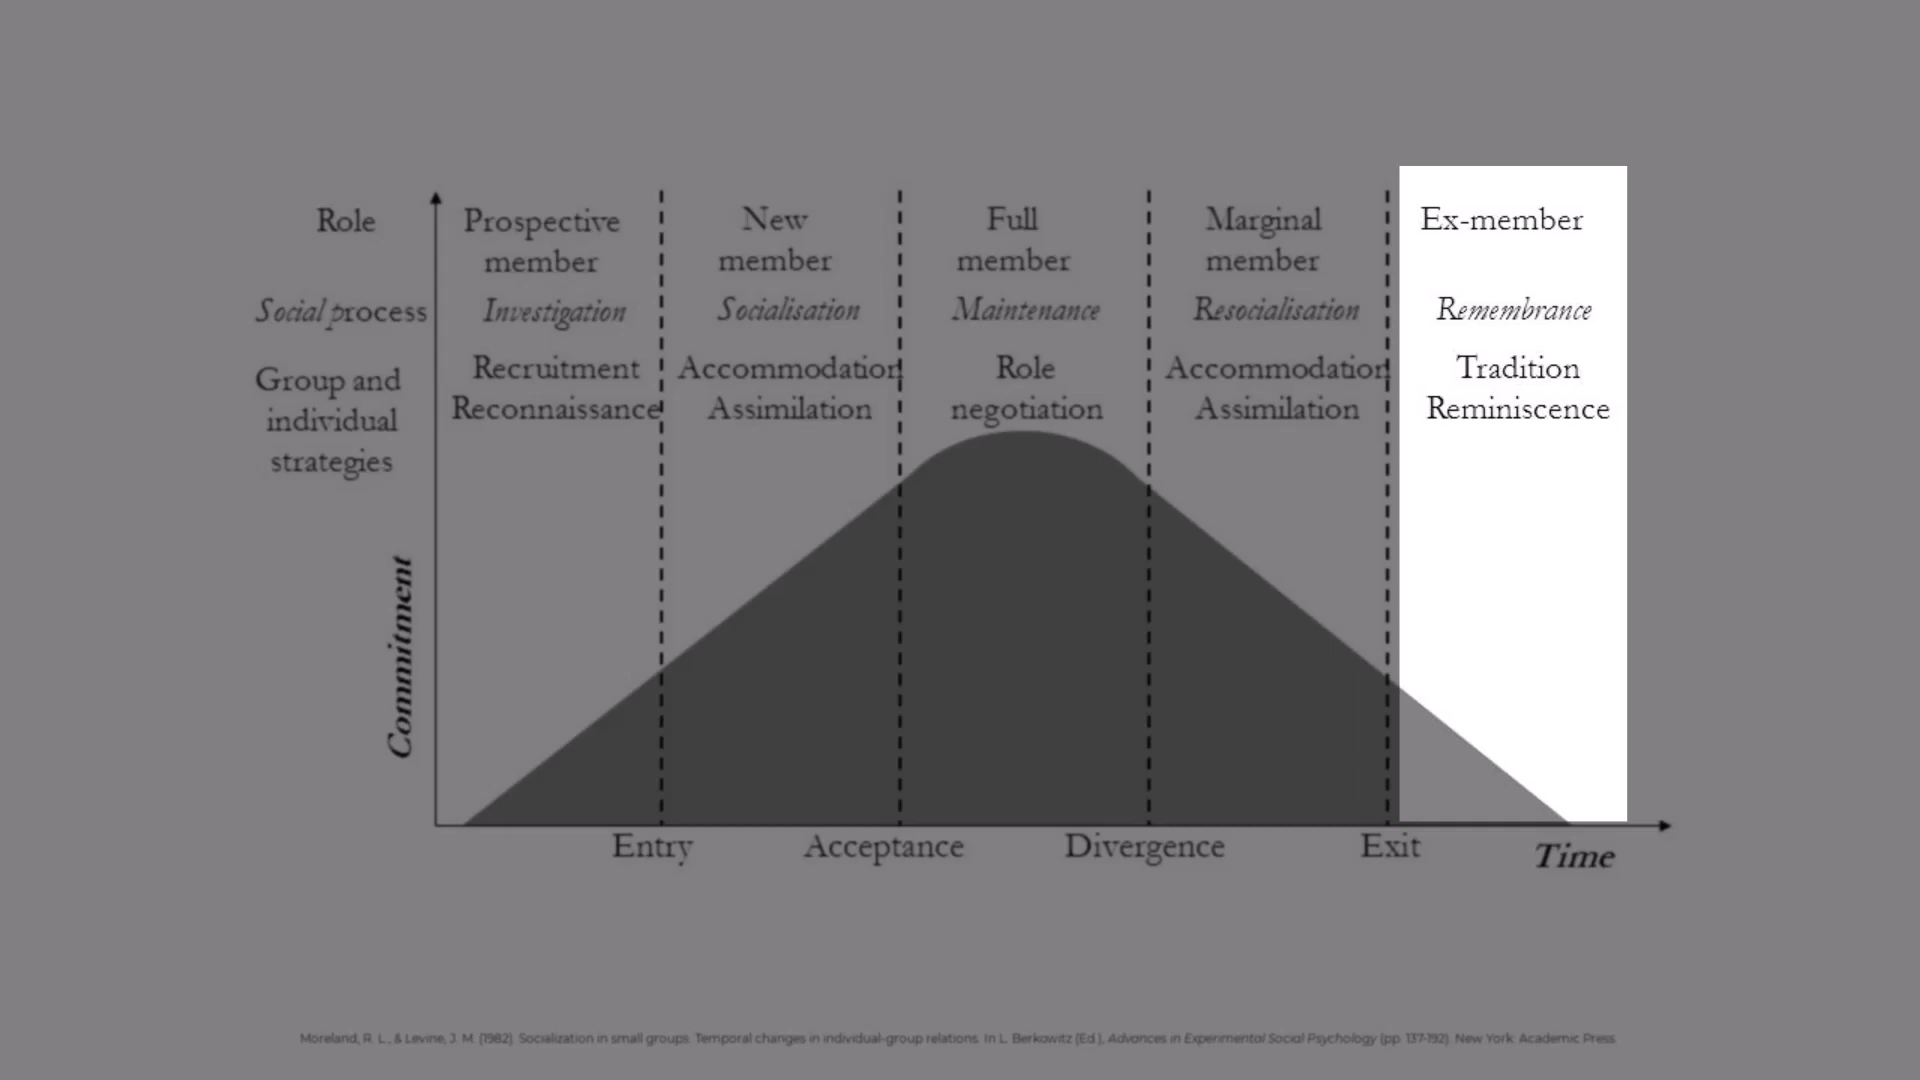 Role
Prospective
member
New
member
Full
member
Marginal
member
Ex-member
Social process
Investigation
Socialisation
Maintenance
Resocialisation
Remembrance
Group and
individual
strategies
Recruitment
Reconnaissance
Accommodation
Assimilation
Role
negotiation
Accommodation
Assimilation
Tradition
Reminiscence
Commitment
Entry
Acceptance
Divergence
Exit
Time
Moreland, R. L., & Levine, J. M. (1982). Socialization in small groups: Temporal changes in individual-group relations. In L. Berkowitz (Ed.), Advances in Experimental Social Psychology (pp. 137-192). New York: Academic Press.